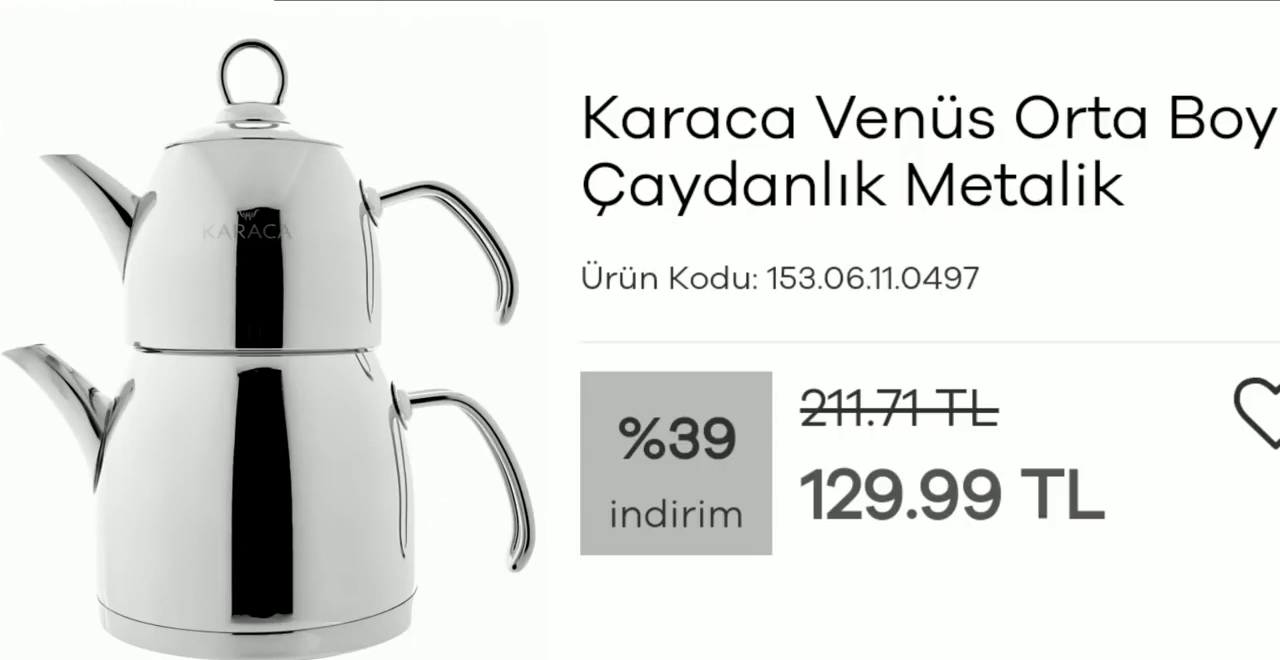 KARACA
Karaca Venüs Orta Boy
Çaydanlık Metalik
Ürün Kodu: 153.06.11.0497
%39
indirim
211.71 TL
129.99 TL